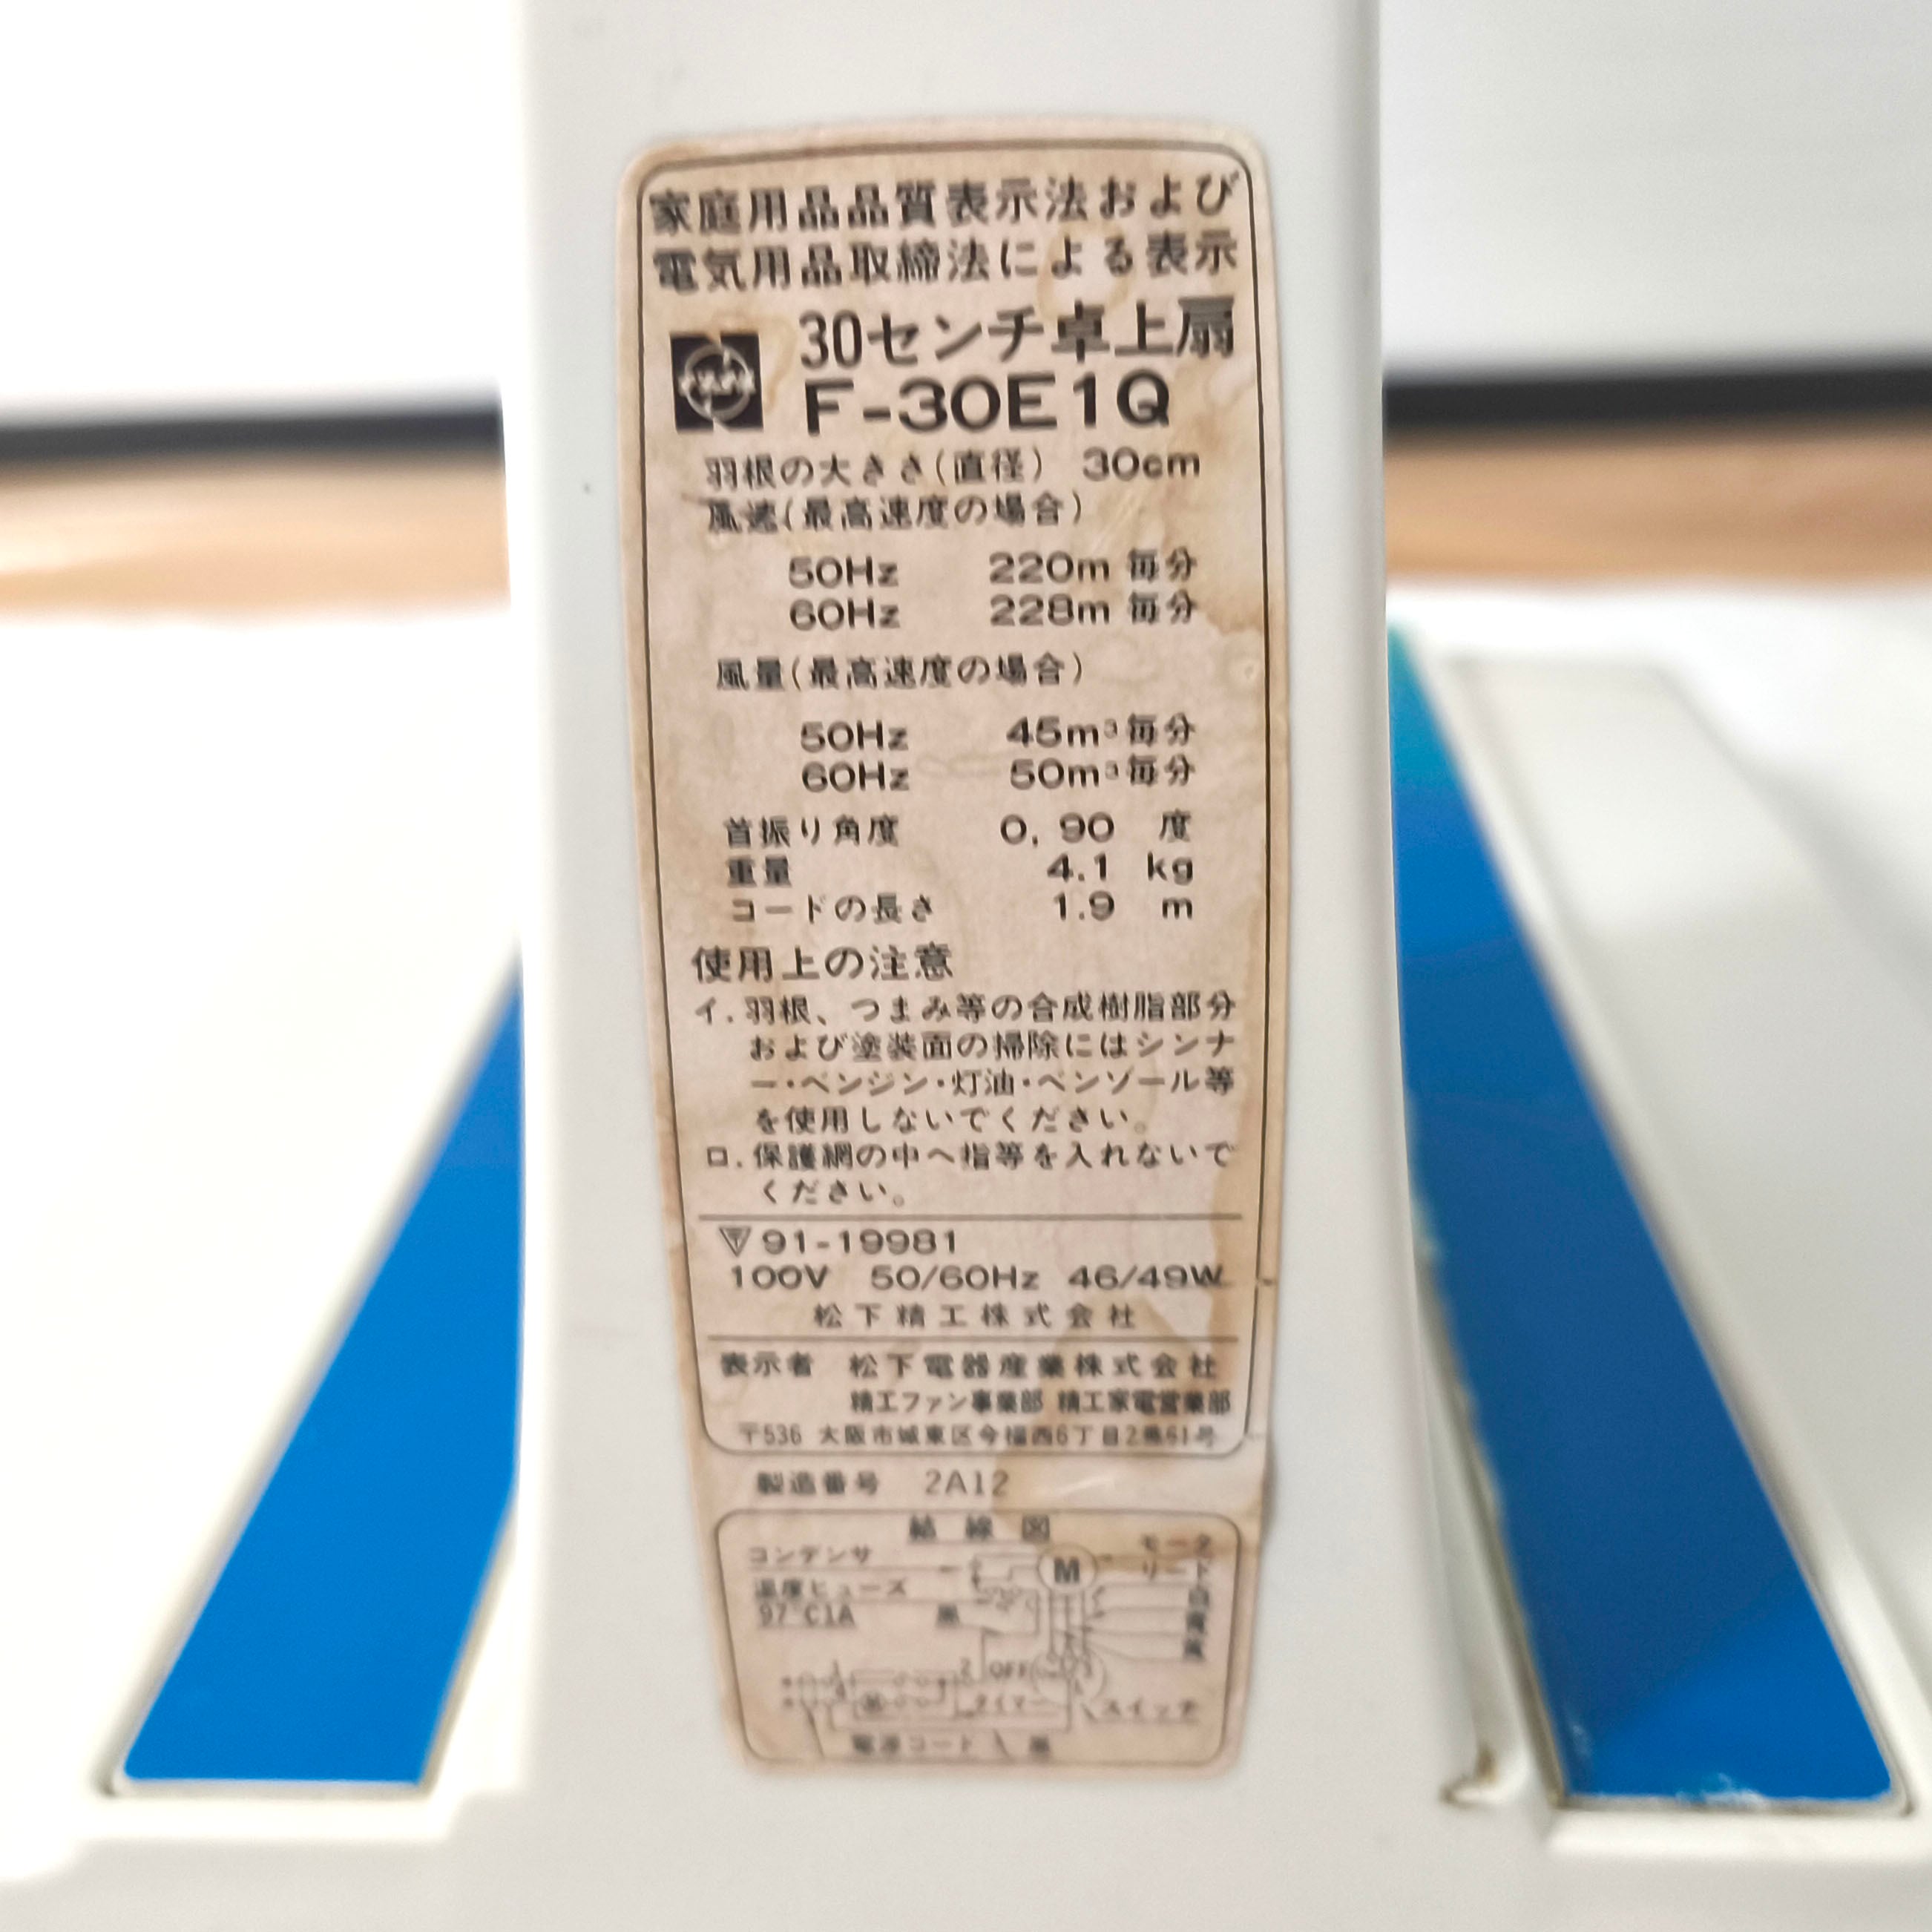 家庭用品品質表示法および
電気用品取締法による表示
30センチ卓上扇
F-30E1Q
羽根の大きさ(直径) 30cm
風速(最高速度の場合)
50Hz 220m 毎分
60Hz 228m 毎分
風量(最高速度の場合)
50Hz 45m³毎分
60Hz 50m³毎分
首振り角度 0, 90 度
重量 4.1 kg
コードの長さ 1.9 m
使用上の注意
イ.羽根、つまみ等の合成樹脂部分
および塗装面の掃除にはシンナ
ー・ベンジン・灯油・ベンゾール等
を使用しないでください。
ロ.保護網の中へ指等を入れないで
ください。
91-19981
100V 50/60Hz 46/49W
松下精工株式会社
表示者 松下電器産業株式会社
精工ファン事業部 精工家電営業部
〒536 大阪市城東区今福西6丁目2番61号
製造番号 2A12
結線図
コンデンサ
M
モータ
リード
温度ヒューズ
97°C1A
黒
2 OFF
タイマー
スイッチ
電源コード